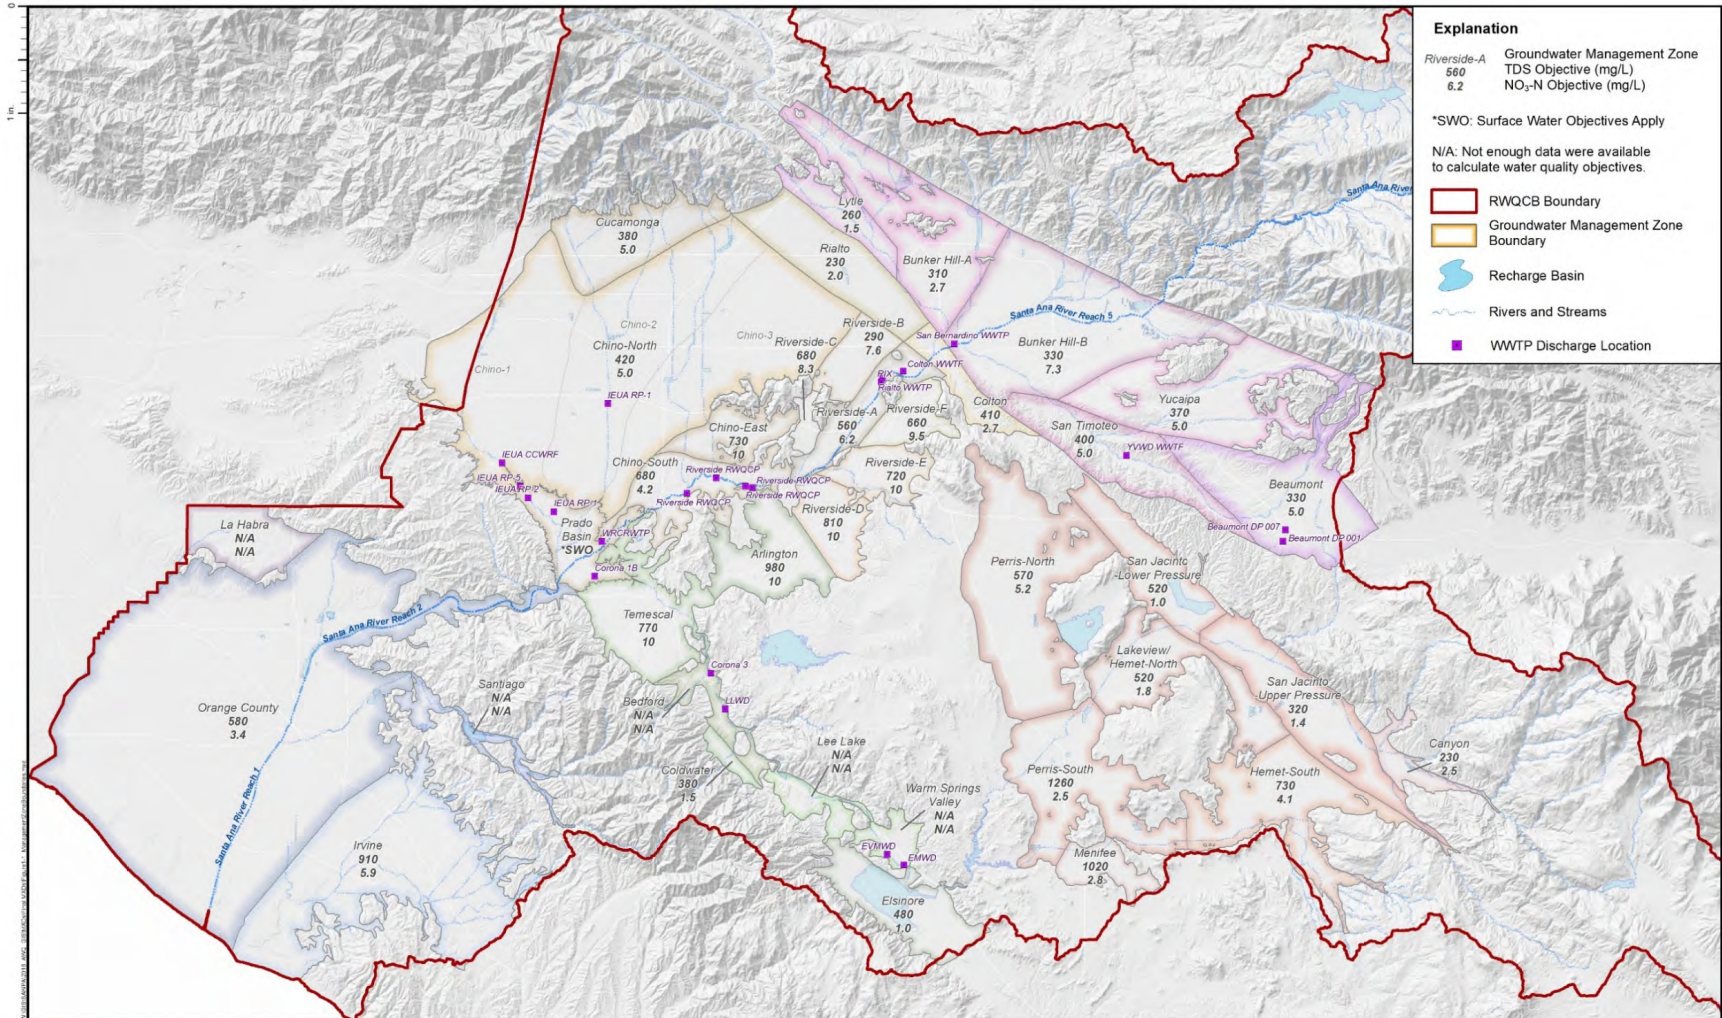 0
1 in.
Explanation
Riverside-A
560
6.2
Groundwater Management Zone
TDS Objective (mg/L)
NO₃-N Objective (mg/L)
*SWO: Surface Water Objectives Apply
N/A: Not enough data were available
to calculate water quality objectives.
RWQCB Boundary
Groundwater Management Zone
Boundary
Recharge Basin
Rivers and Streams
WWTP Discharge Location
Santa Ana River
Lytle
260
1.5
Cucamonga
380
5.0
Rialto
230
2.0
Bunker Hill-A
310
2.7
Santa Ana River Reach 5
Chino-2
Chino-3
Chino-North
420
5.0
Chino-1
Riverside-B
290
7.6
Riverside-C
680
8.3
San Bernardino WWTP
Bunker Hill-B
330
7.3
Colton WWTF
RIX
Rialto WWTP
IEUA RP-1
Riverside-A
560
6.2
Riverside-F
660
9.5
Colton
410
2.7
Yucaipa
370
5.0
San Timoteo
400
5.0
YVWD WWTF
Chino-East
730
10
Chino-South
680
4.2
Riverside RWQCP
Riverside RWQCP
Riverside RWQCP
Riverside RWQCP
Riverside-E
720
10
Riverside-D
810
10
Beaumont
330
5.0
Beaumont DP 007
Beaumont DP 001
IEUA CCWRF
IEUA RP-5
IEUA RP-2
IEUA RP-1
Prado
Basin
*SWO
WRCRWTP
Corona 1B
La Habra
N/A
N/A
Arlington
980
10
Perris-North
570
5.2
San Jacinto
-Lower Pressure
520
1.0
Santa Ana River Reach 2
Temescal
770
10
Lakeview/
Hemet-North
520
1.8
Corona 3
LLWD
Santiago
N/A
N/A
Bedford
N/A
N/A
San Jacinto
-Upper Pressure
320
1.4
Orange County
580
3.4
Lee Lake
N/A
N/A
Canyon
230
2.5
Coldwater
380
1.5
Perris-South
1260
2.5
Hemet-South
730
4.1
Warm Springs
Valley
N/A
N/A
Santa Ana River Reach 1
Irvine
910
5.9
EVMWD
EMWD
Menifee
1020
2.8
Elsinore
480
1.0